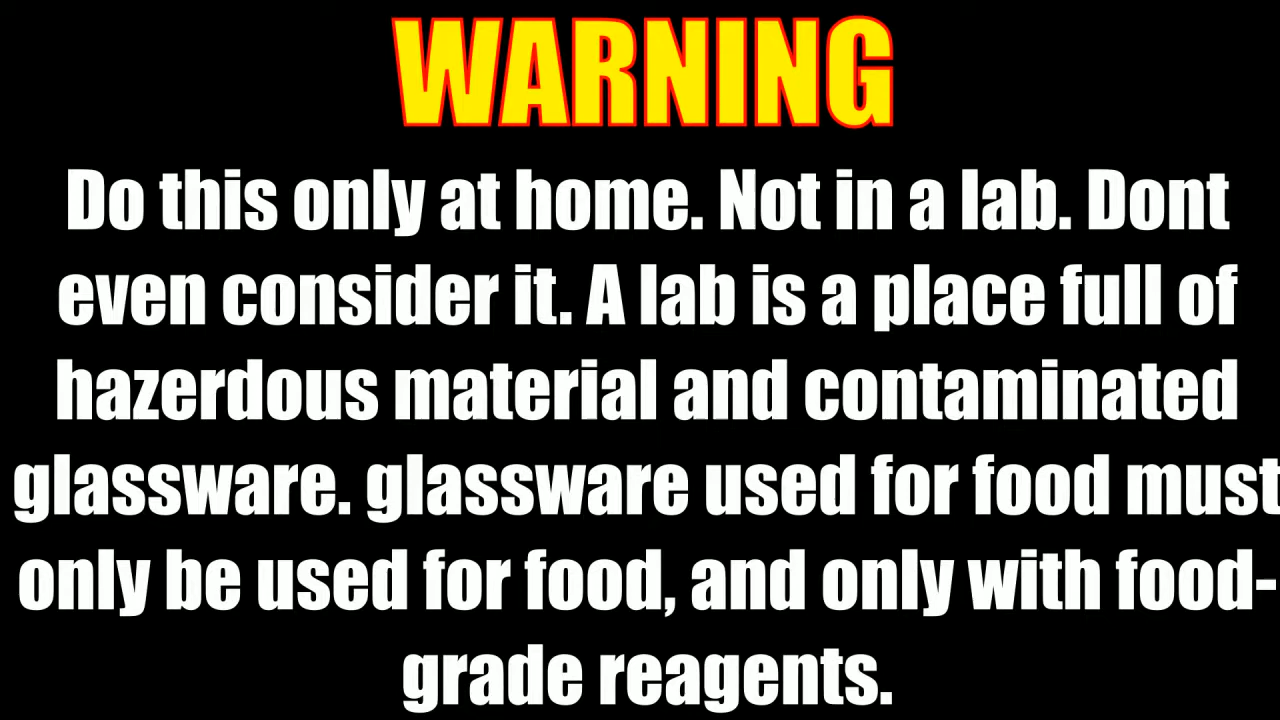 WARNING
Do this only at home. Not in a lab. Dont
even consider it. A lab is a place full of
hazerdous material and contaminated
glassware. glassware used for food must
only be used for food, and only with food-
grade reagents.